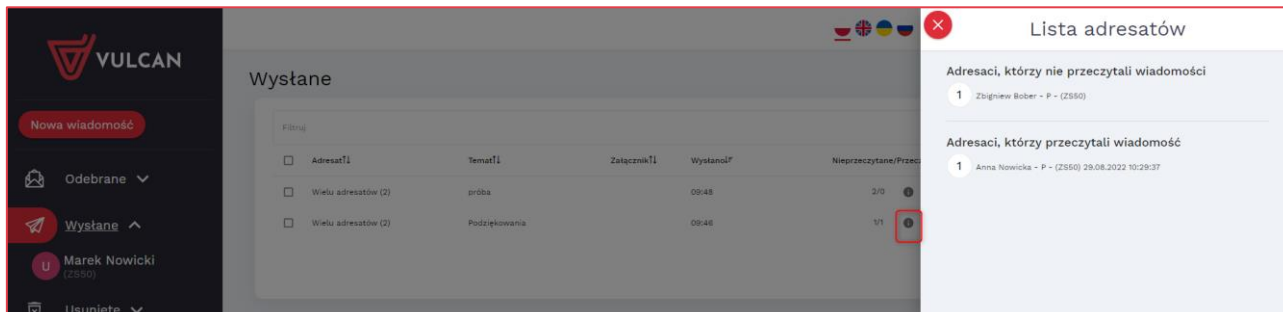 VULCAN
Nowa wiadomość
Odebrane
Wysłane
Marek Nowicki
(ZS50)
Usunięte
Wysłane
Filtruj
Adresat Temat Załącznik Wysłano Nieprzeczytane/Przecz
Wielu adresatów (2) próba 09:48 2/0
Wielu adresatów (2) Podziękowania 09:46 1/1
Lista adresatów
Adresaci, którzy nie przeczytali wiadomości
1 Zbigniew Bober - P - (ZS50)
Adresaci, którzy przeczytali wiadomość
1 Anna Nowicka - P - (ZS50) 29.08.2022 10:29:37
U